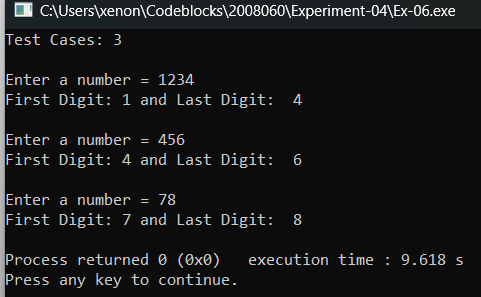 C:\Users\xenon\Codeblocks\2008060\Experiment-04\Ex-06.exe
Test Cases: 3
Enter a number = 1234
First Digit: 1 and Last Digit:  4
Enter a number = 456
First Digit: 4 and Last Digit:  6
Enter a number = 78
First Digit: 7 and Last Digit:  8
Process returned 0 (0x0)   execution time : 9.618 s
Press any key to continue.